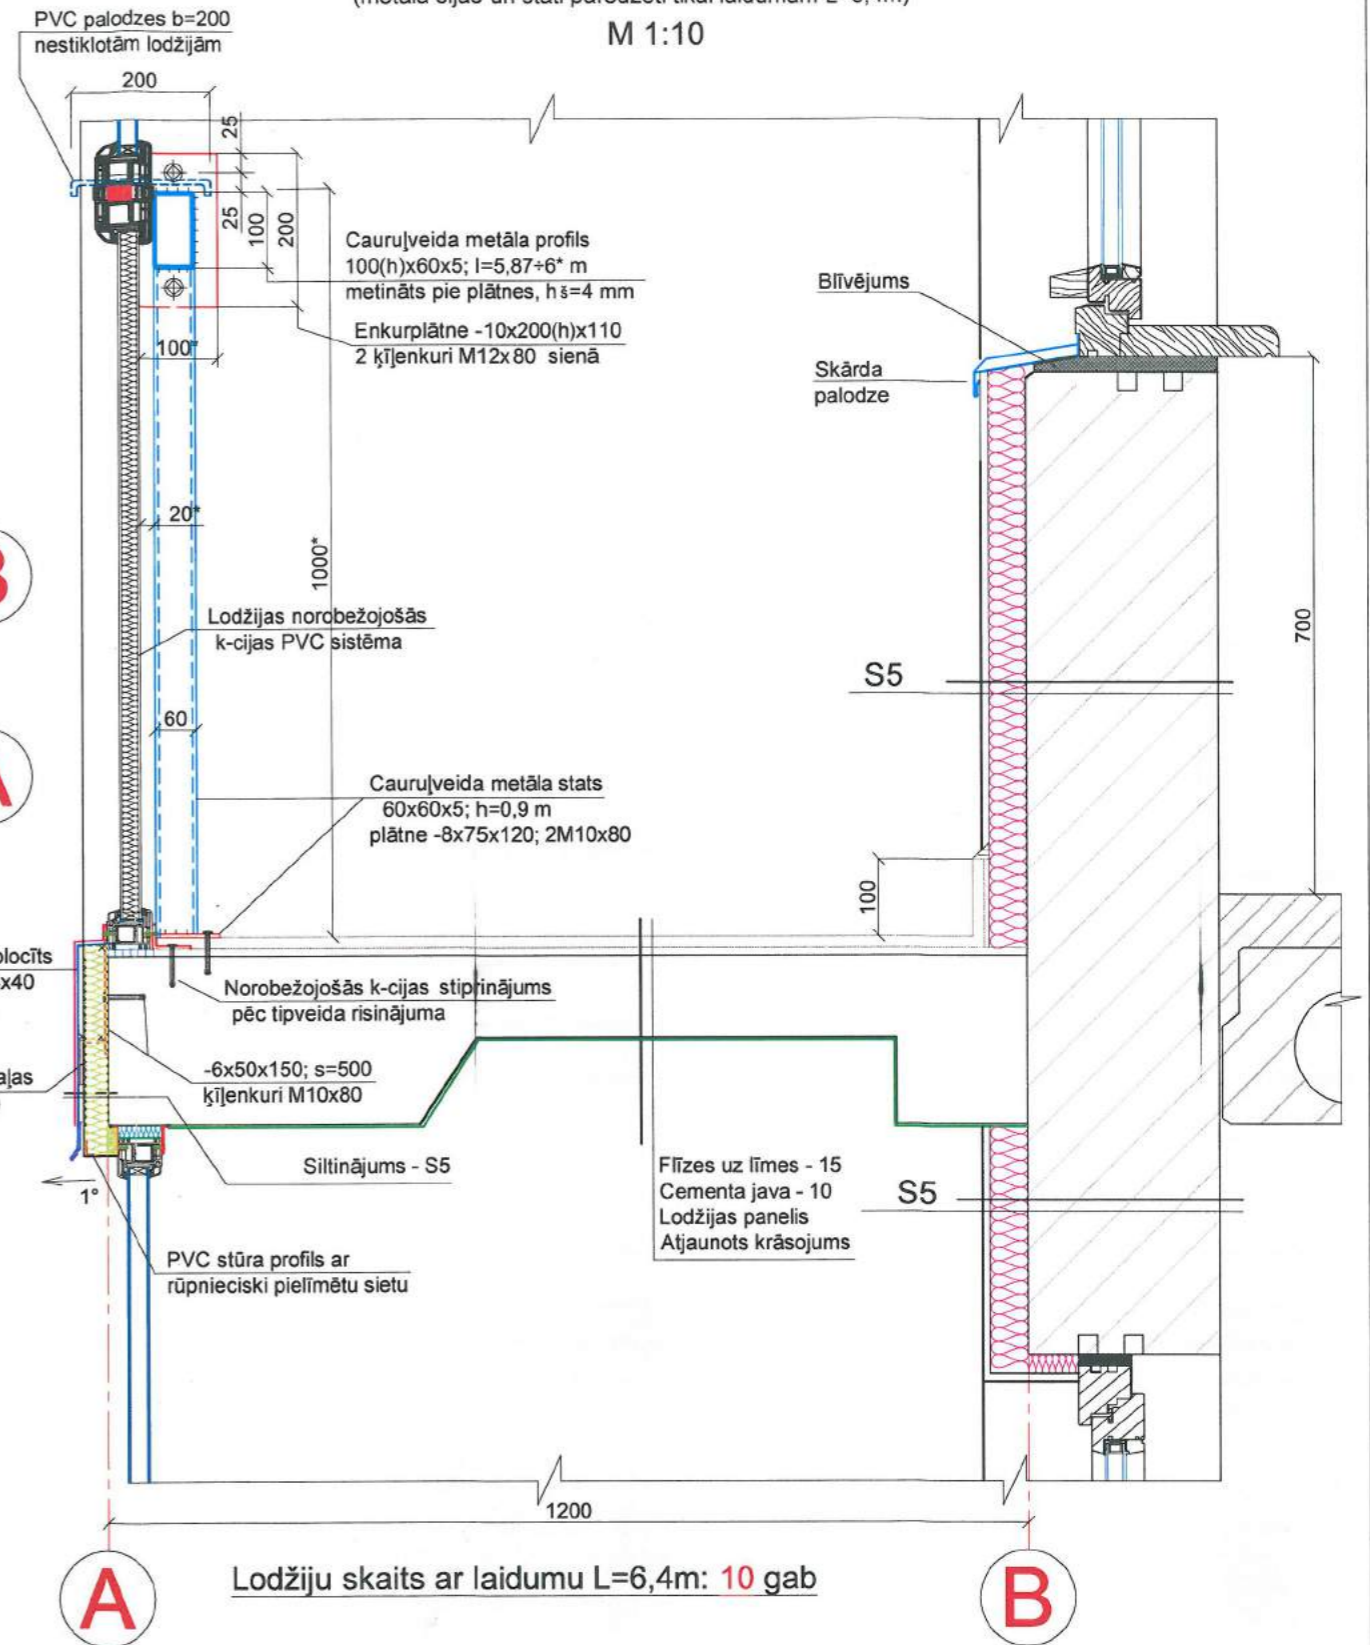 M 1:10
PVC palodzes b=200
nestiklotām lodžijām
200
25
25
100
200
Cauruļveida metāla profils
100(h)x60x5; l=5,87÷6* m
metināts pie plātnes, hš=4 mm
Enkurplātne -10x200(h)x110
2 ķīļenkuri M12x80 sienā
100*
Blīvējums
Skārda
palodze
20*
1000*
B
Lodžijas norobežojošās
k-cijas PVC sistēma
700
S5
60
A
Cauruļveida metāla stats
60x60x5; h=0,9 m
plātne -8x75x120; 2M10x80
100
x40
Norobežojošās k-cijas stiprinājums
pēc tipveida risinājuma
-6x50x150; s=500
ķīļenkuri M10x80
Siltinājums - S5
1°
Flīzes uz līmes - 15
Cementa java - 10
Lodžijas panelis
Atjaunots krāsojums
S5
PVC stūra profils ar
rūpnieciski pielīmētu sietu
1200
A
Lodžiju skaits ar laidumu L=6,4m: 10 gab
B